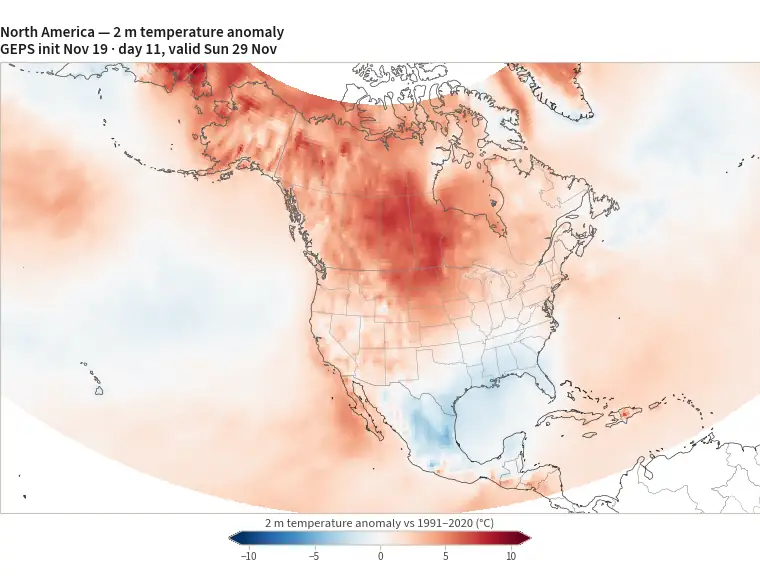 North America — 2 m temperature anomaly
GEPS init Nov 19 · day 11, valid Sun 29 Nov
2 m temperature anomaly vs 1991–2020 (°C)
−10 −5 0 5 10